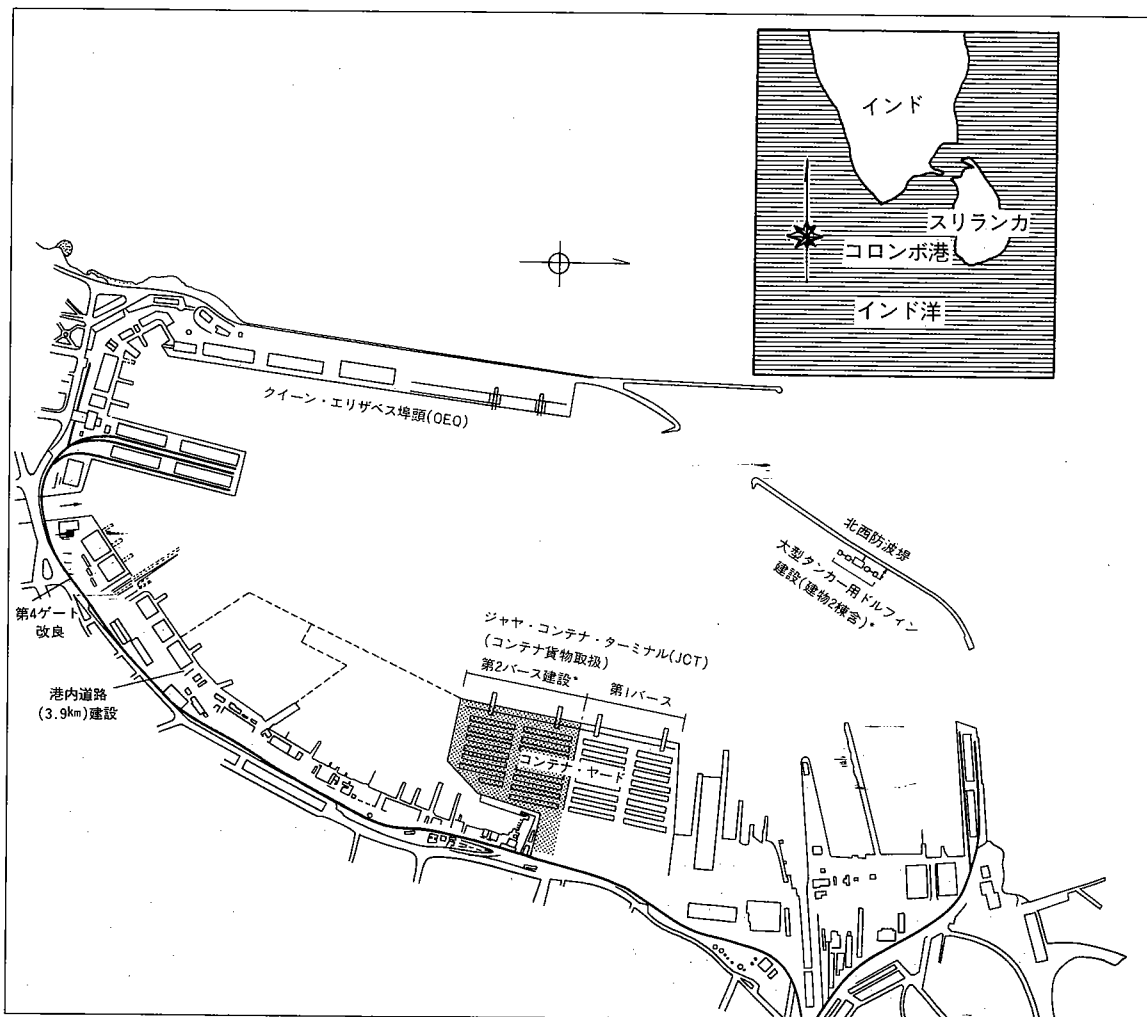 インド
スリランカ
コロンボ港
インド洋
クイーン・エリザベス埠頭(QEQ)
北西防波堤
大型タンカー用ドルフィン
建設(建物2棟含)*
第4ゲート
改良
港内道路
(3.9km)建設
ジャヤ・コンテナ・ターミナル(JCT)
(コンテナ貨物取扱)
第2バース建設*
第1バース
コンテナ・ヤード